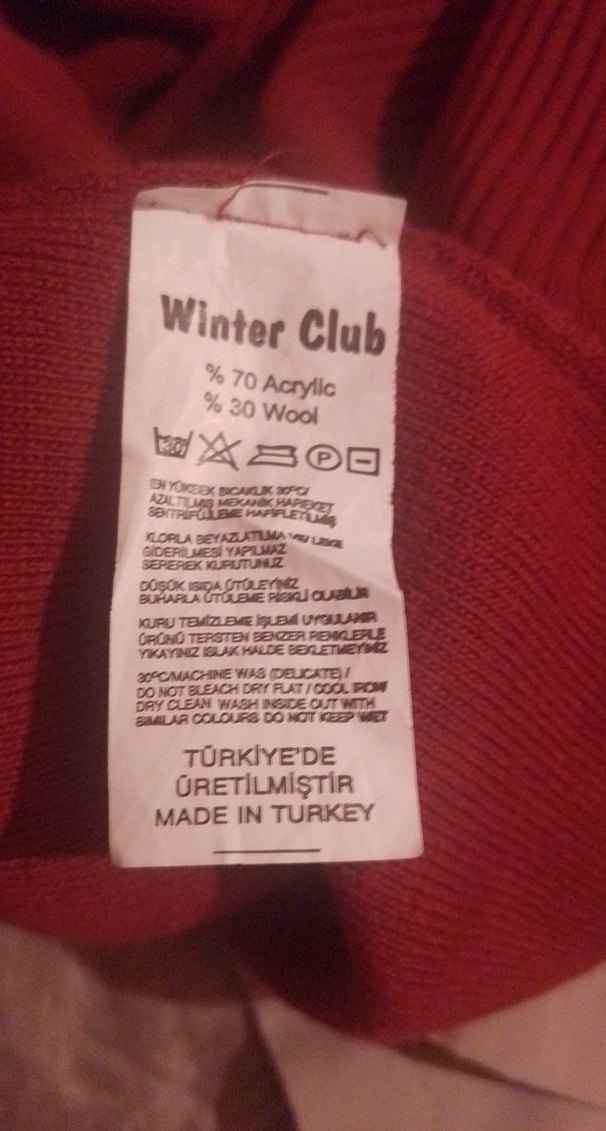 Winter Club
% 70 Acrylic
% 30 Wool
30 P
EN YÜKSEK SICAKLIK 30°C/
AZALTILMIŞ MEKANİK HAREKET
SENTRİFÜJLEME HAFİFLETİLMİŞ
KLORLA BEYAZLATILMA VE/ LEKE
GİDERİLMESİ YAPILMAZ
SEREREK KURUTUNUZ
DÜŞÜK ISIDA ÜTÜLEYİNİZ
BUHARLA ÜTÜLEME RİSKLİ OLABİLİR
KURU TEMİZLEME İŞLEMİ UYGULANIR
ÜRÜNÜ TERSTEN BENZER RENKLERLE
YIKAYINIZ ISLAK HALDE BEKLETMEYİNİZ
30°C/MACHINE WAS (DELICATE) /
DO NOT BLEACH DRY FLAT / COOL IROW
DRY CLEAN WASH INSIDE OUT WITH
SIMILAR COLOURS DO NOT KEEP WET
TÜRKİYE'DE
ÜRETİLMİŞTİR
MADE IN TURKEY